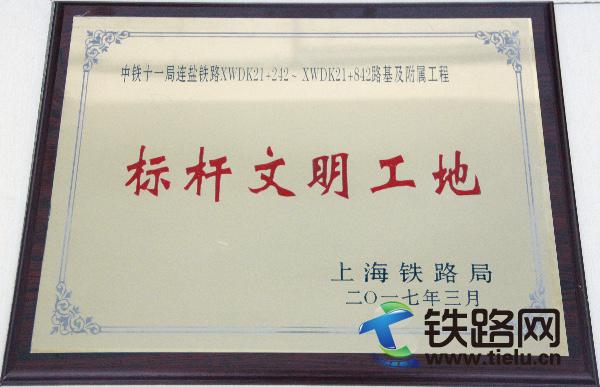 中铁十一局连盐铁路XWDK21+242~XWDK21+842路基及附属工程
标杆文明工地
上海铁路局
二〇一七年三月
铁路网
www.tielu.cn